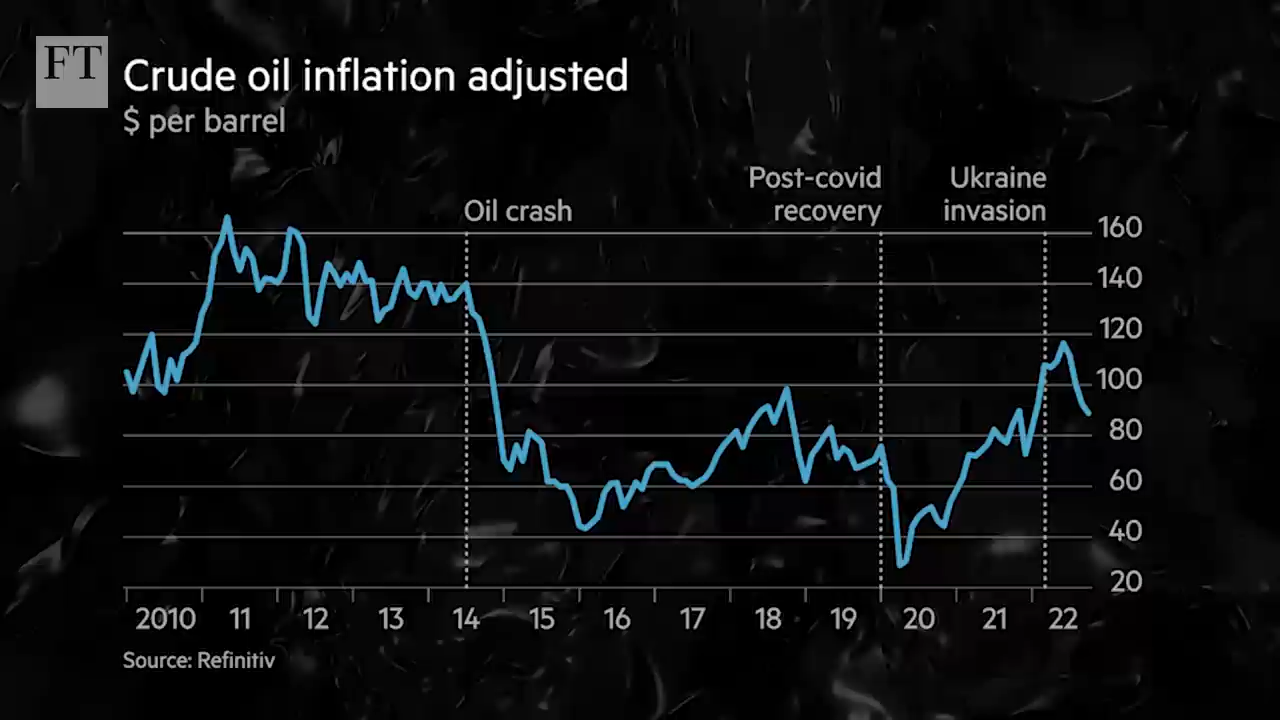 FT
Crude oil inflation adjusted
$ per barrel
Post-covid
recovery
Ukraine
invasion
Oil crash
160
140
120
100
80
60
40
20
2010 11 12 13 14 15 16 17 18 19 20 21 22
Source: Refinitiv